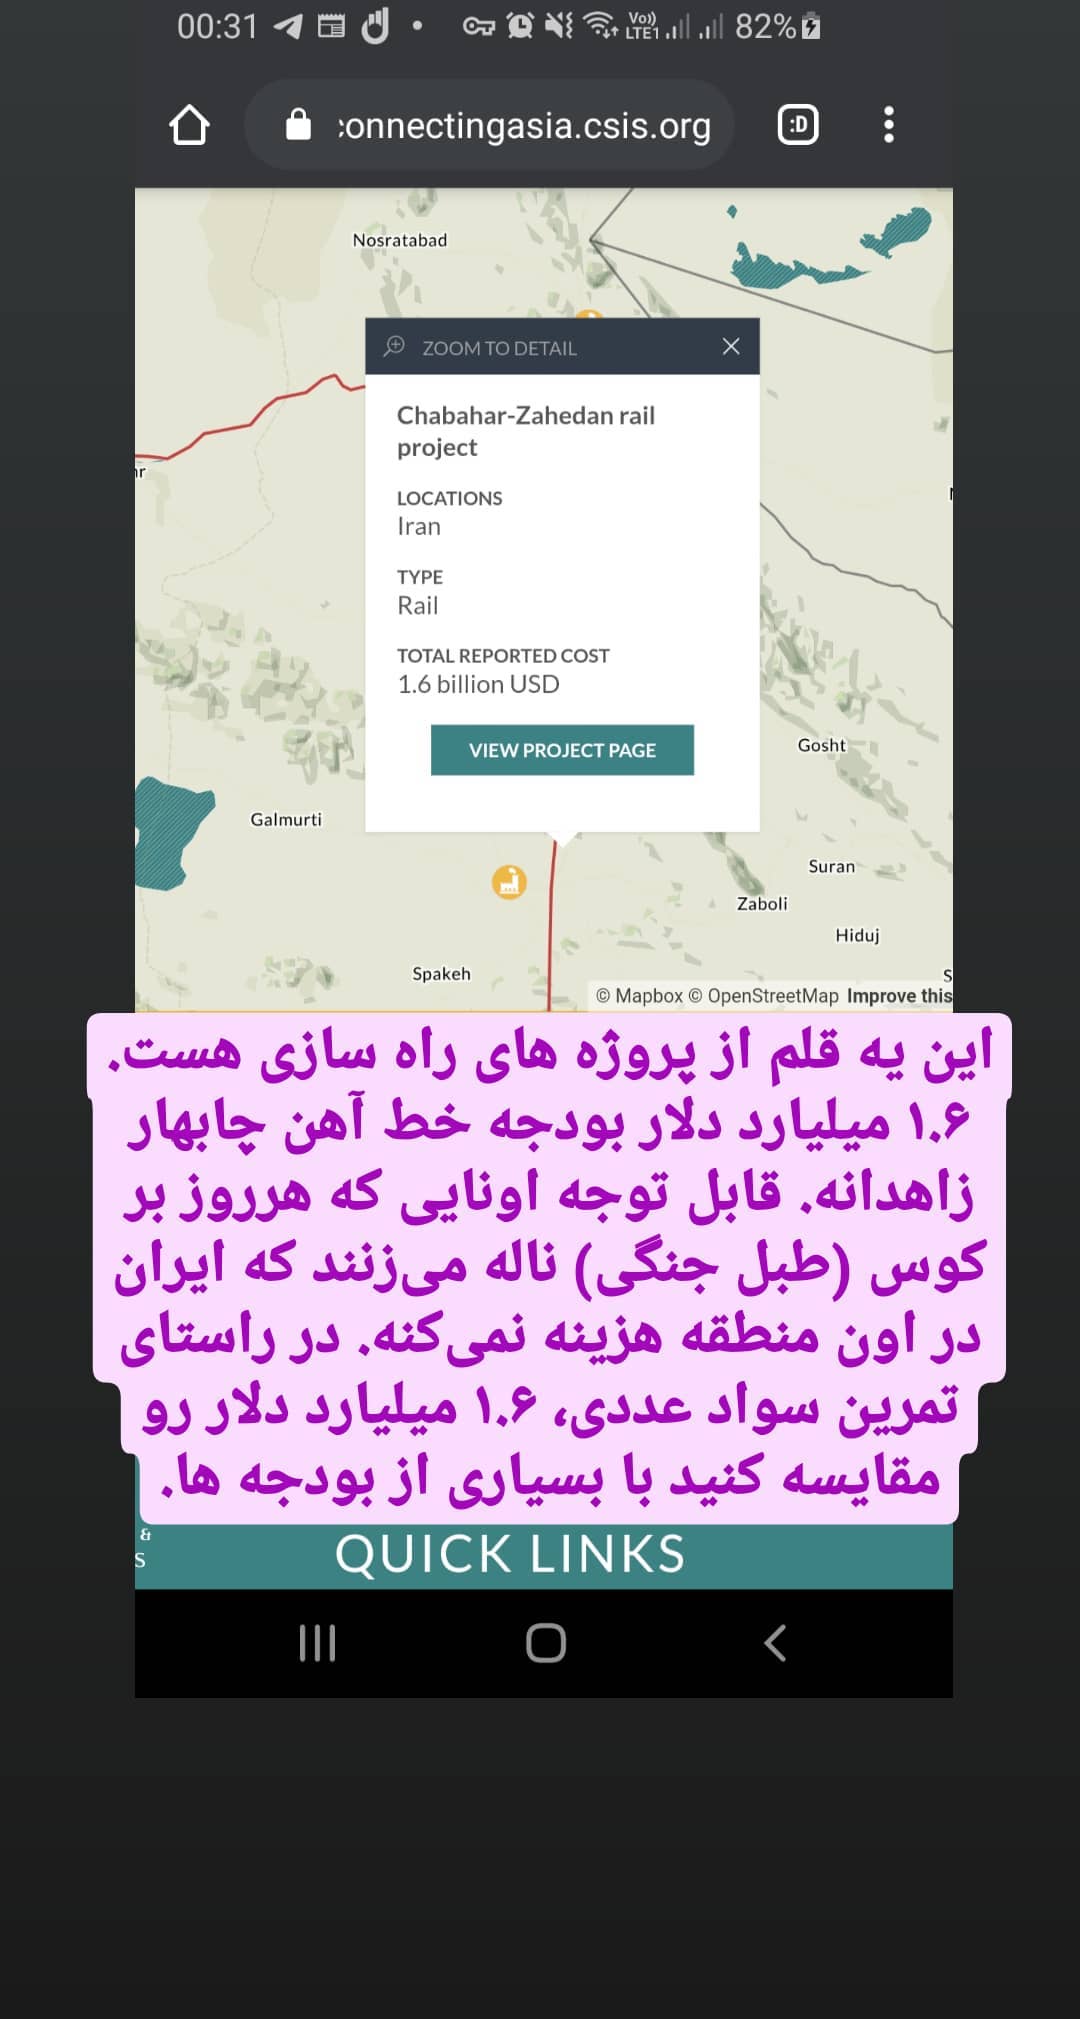 00:31
Vo))
LTE1
82%
connectingasia.csis.org
:D
Nosratabad
ZOOM TO DETAIL
Chabahar-Zahedan rail
project
LOCATIONS
Iran
TYPE
Rail
TOTAL REPORTED COST
1.6 billion USD
VIEW PROJECT PAGE
Gosht
Galmurti
Suran
Zaboli
Hiduj
Spakeh
S
© Mapbox © OpenStreetMap Improve this
این یه قلم از پروژه های راه سازی هست.
۱.۶ میلیارد دلار بودجه خط آهن چابهار
زاهدانه. قابل توجه اونایی که هرروز بر
کوس (طبل جنگی) ناله می‌زنند که ایران
در اون منطقه هزینه نمی‌کنه. در راستای
تمرین سواد عددی، ۱.۶ میلیارد دلار رو
مقایسه کنید با بسیاری از بودجه ها.
&
S
QUICK LINKS